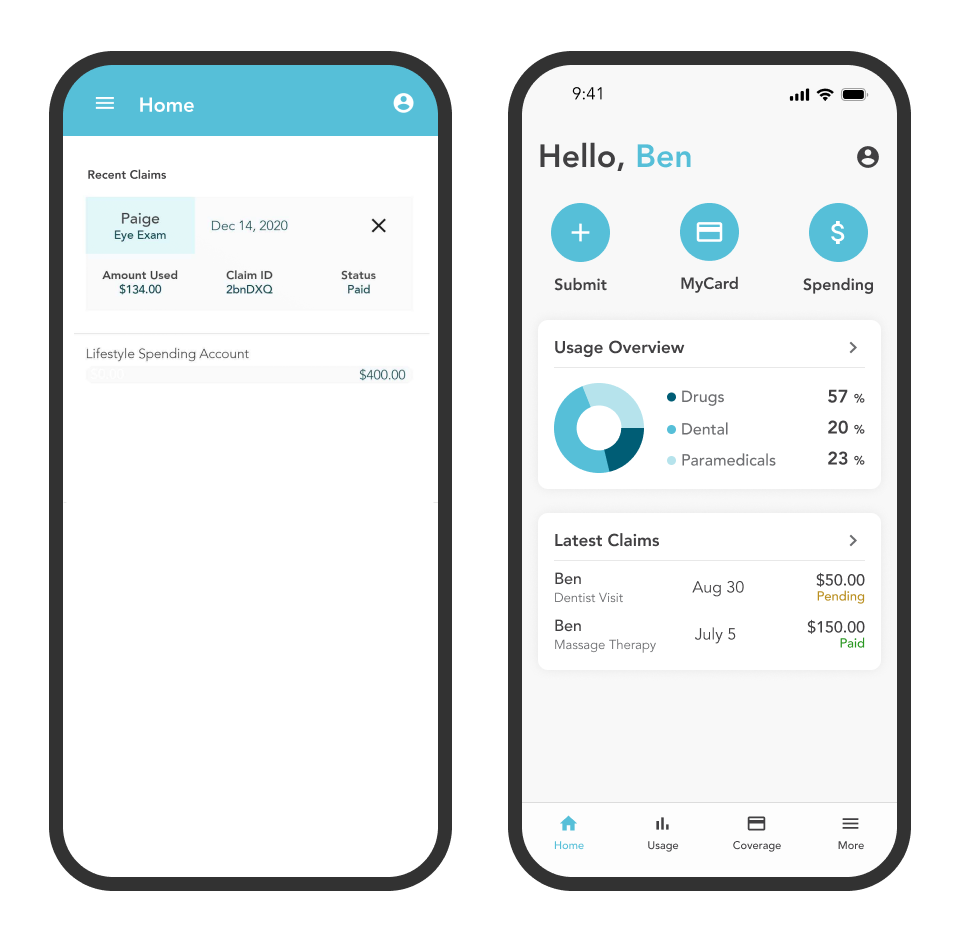 Home
Recent Claims
Paige
Eye Exam
Dec 14, 2020
Amount Used
$134.00
Claim ID
2bnDXQ
Status
Paid
Lifestyle Spending Account
$400.00
9:41
Hello, Ben
Submit
MyCard
Spending
Usage Overview
Drugs 57 %
Dental 20 %
Paramedicals 23 %
Latest Claims
Ben
Dentist Visit
Aug 30
$50.00
Pending
Ben
Massage Therapy
July 5
$150.00
Paid
Home
Usage
Coverage
More